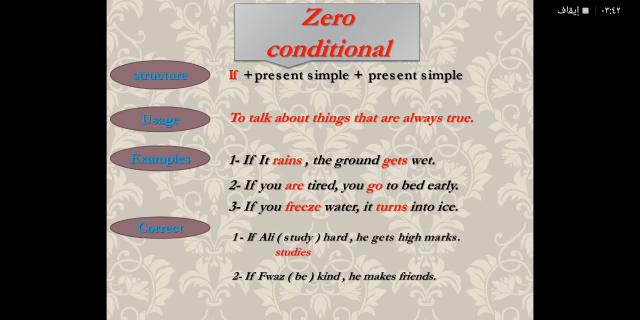 Zero
conditional
٠٣:٤٢ إيقاف
structure
If +present simple + present simple
Usage
To talk about things that are always true.
Examples
1- If It rains , the ground gets wet.
2- If you are tired, you go to bed early.
3- If you freeze water, it turns into ice.
Correct
1- If Ali ( study ) hard , he gets high marks.
studies
2- If Fwaz ( be ) kind , he makes friends.